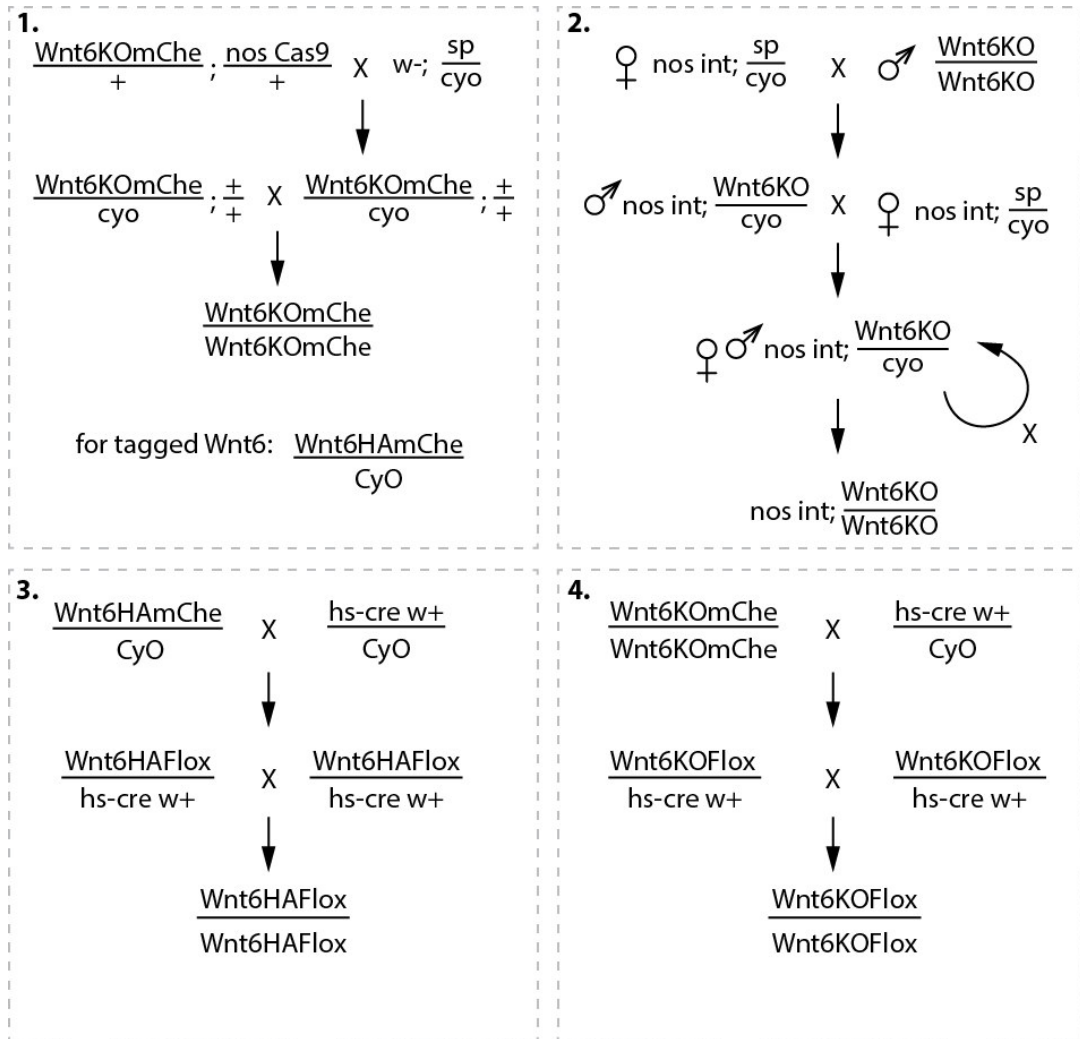 1.
Wnt6KOmChe ; nos Cas9 X w-; sp
+ + cyo
Wnt6KOmChe ; + X Wnt6KOmChe ; +
cyo + cyo +
Wnt6KOmChe
Wnt6KOmChe
for tagged Wnt6: Wnt6HAmChe
CyO
2.
♀ nos int; sp X ♂ Wnt6KO
cyo Wnt6KO
♂ nos int; Wnt6KO X ♀ nos int; sp
cyo cyo
♀♂ nos int; Wnt6KO
cyo
X
nos int; Wnt6KO
Wnt6KO
3.
Wnt6HAmChe X hs-cre w+
CyO CyO
Wnt6HAFlox X Wnt6HAFlox
hs-cre w+ hs-cre w+
Wnt6HAFlox
Wnt6HAFlox
4.
Wnt6KOmChe X hs-cre w+
Wnt6KOmChe CyO
Wnt6KOFlox X Wnt6KOFlox
hs-cre w+ hs-cre w+
Wnt6KOFlox
Wnt6KOFlox